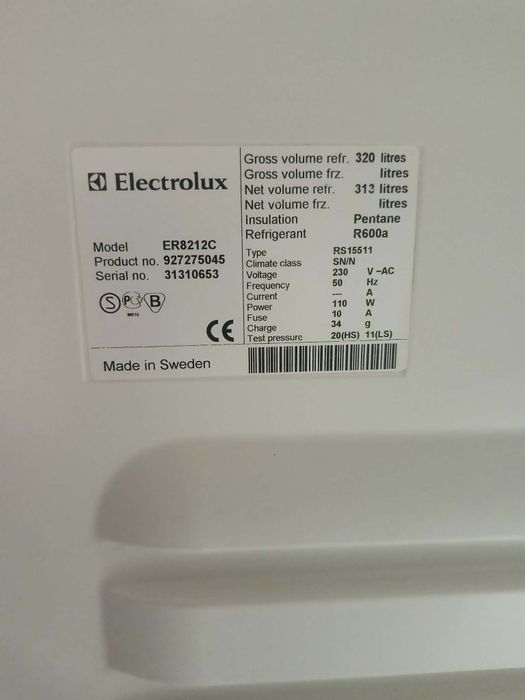 Electrolux
Model ER8212C
Product no. 927275045
Serial no. 31310653
S PG B
ME10
CE
Made in Sweden
Gross volume refr. 320 litres
Gross volume frz. litres
Net volume refr. 313 litres
Net volume frz. litres
Insulation Pentane
Refrigerant R600a
Type RS15511
Climate class SN/N
Voltage 230 V ~AC
Frequency 50 Hz
Current --- A
Power 110 W
Fuse 10 A
Charge 34 g
Test pressure 20(HS) 11(LS)